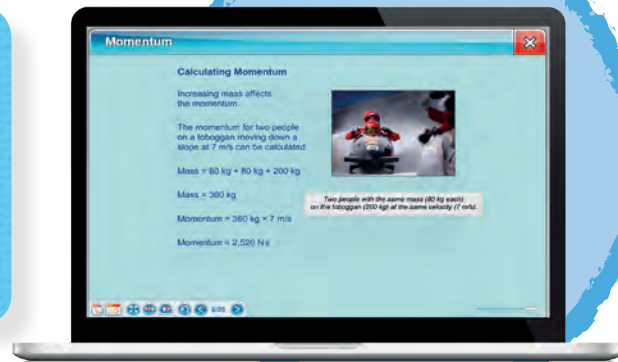 Momentum
Calculating Momentum
Increasing mass affects
the momentum.
The momentum for two people
on a toboggan moving down a
slope at 7 m/s can be calculated.
Mass = 80 kg + 80 kg + 200 kg
Mass = 360 kg
Momentum = 360 kg × 7 m/s
Momentum = 2,520 N s
Two people with the same mass (80 kg each)
on the toboggan (200 kg) at the same velocity (7 m/s).